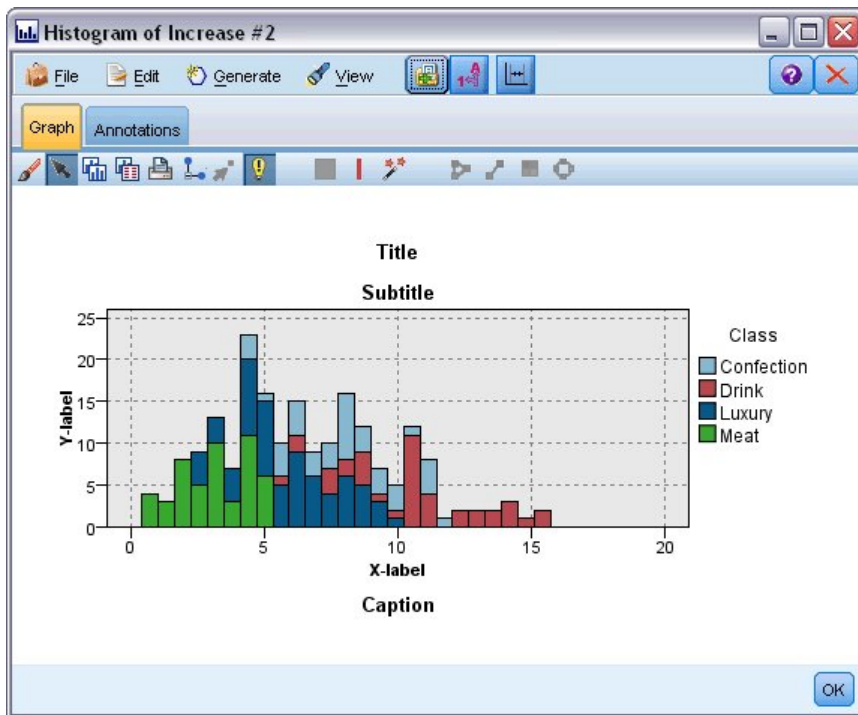 Histogram of Increase #2
File Edit Generate View
Graph Annotations
Title
Subtitle
25
20
15
10
5
0
Y-label
0 5 10 15 20
X-label
Caption
Class
Confection
Drink
Luxury
Meat
OK